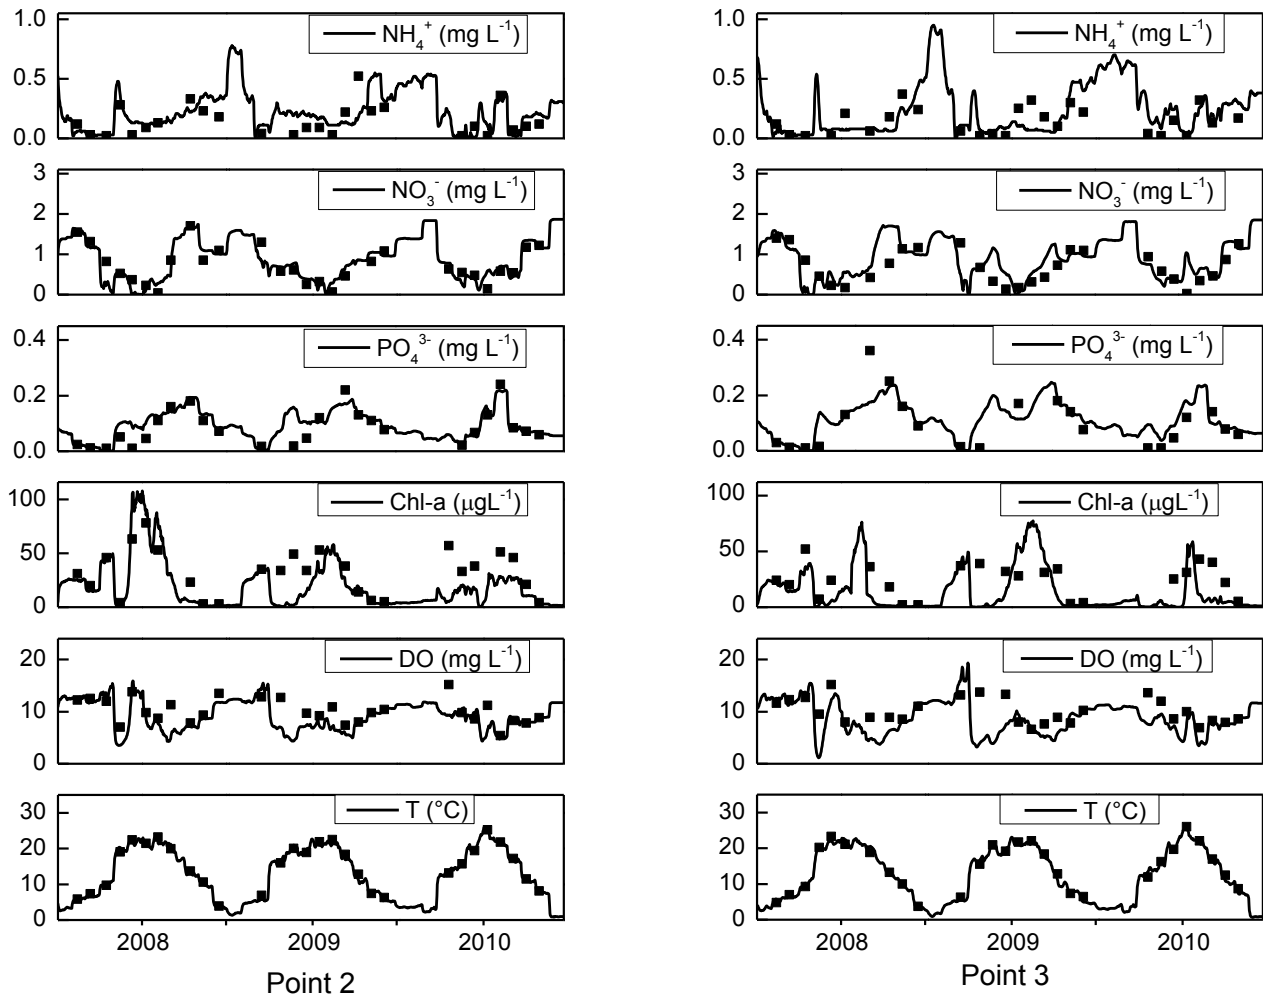 1.0
0.5
0.0
NH₄⁺ (mg L⁻¹)
3
2
1
0
NO₃⁻ (mg L⁻¹)
0.4
0.2
0.0
PO₄³⁻ (mg L⁻¹)
100
50
0
Chl-a (μgL⁻¹)
20
10
0
DO (mg L⁻¹)
30
20
10
0
T (°C)
2008 2009 2010
Point 2
1.0
0.5
0.0
NH₄⁺ (mg L⁻¹)
3
2
1
0
NO₃⁻ (mg L⁻¹)
0.4
0.2
0.0
PO₄³⁻ (mg L⁻¹)
100
50
0
Chl-a (μgL⁻¹)
20
10
0
DO (mg L⁻¹)
30
20
10
0
T (°C)
2008 2009 2010
Point 3